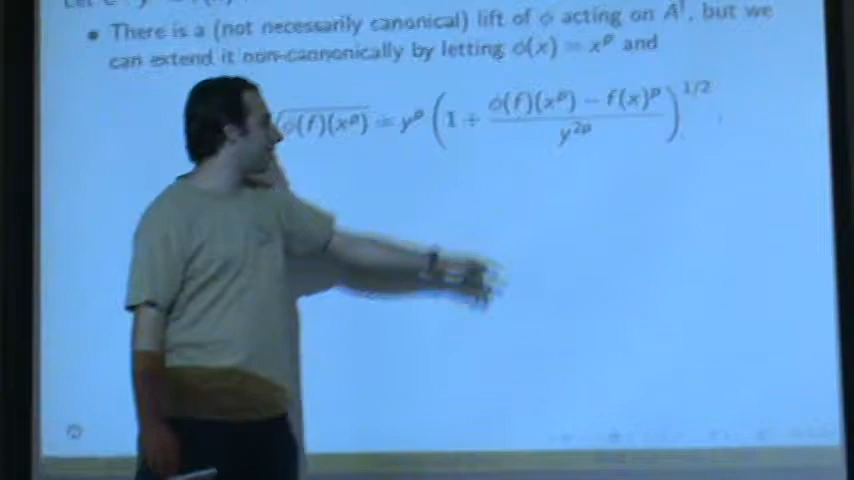 • There is a (not necessarily canonical) lift of ϕ acting on A†, but we
can extend it non-cannonically by letting ϕ(x) = x^p and
√ϕ(f)(x^p) = y^p (1 + (ϕ(f)(x^p) − f(x)^p) / y^{2p})^{1/2}